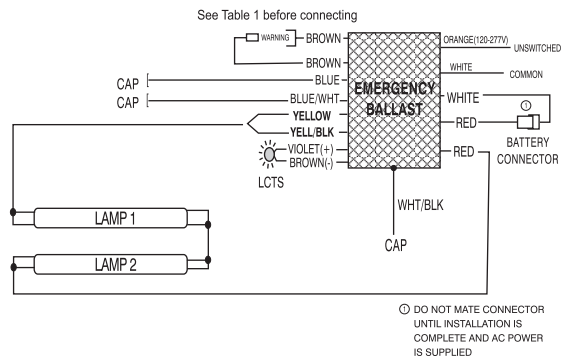 See Table 1 before connecting
WARNING
BROWN
BROWN
CAP
BLUE
CAP
BLUE/WHT
YELLOW
YELL/BLK
VIOLET(+)
BROWN(-)
LCTS
EMERGENCY
BALLAST
ORANGE(120-277V)
UNSWITCHED
WHITE
COMMON
WHITE
①
RED
BATTERY
CONNECTOR
RED
WHT/BLK
CAP
LAMP 1
LAMP 2
① DO NOT MATE CONNECTOR
UNTIL INSTALLATION IS
COMPLETE AND AC POWER
IS SUPPLIED